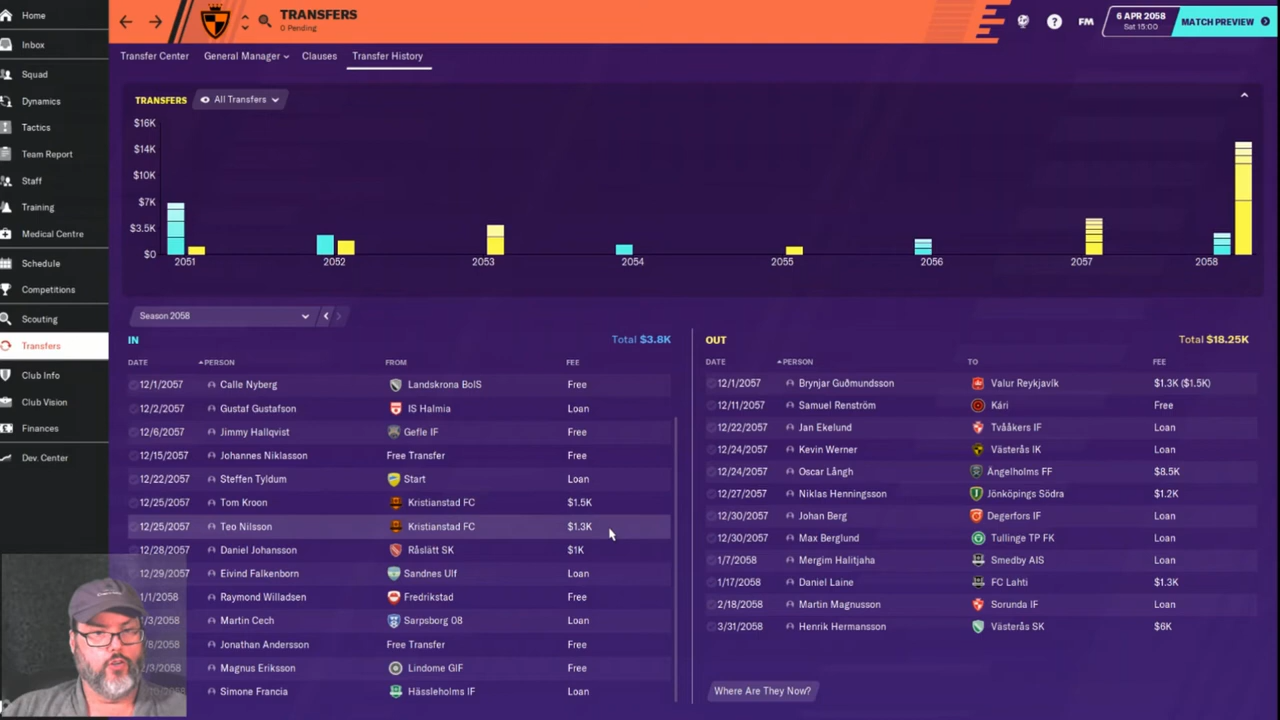 Home
Inbox
Squad
Dynamics
Tactics
Team Report
Staff
Training
Medical Centre
Schedule
Competitions
Scouting
Transfers
Club Info
Club Vision
Finances
Dev. Center
TRANSFERS
0 Pending
FM
6 APR 2058
Sat 15:00
MATCH PREVIEW
Transfer Center General Manager Clauses Transfer History
TRANSFERS All Transfers
$16K
$14K
$10K
$7K
$3.5K
$0
2051 2052 2053 2054 2055 2056 2057 2058
Season 2058
IN Total $3.8K
DATE PERSON FROM FEE
12/1/2057 Calle Nyberg Landskrona BoIS Free
12/2/2057 Gustaf Gustafson IS Halmia Loan
12/6/2057 Jimmy Hallqvist Gefle IF Free
12/15/2057 Johannes Niklasson Free Transfer Free
12/22/2057 Steffen Tyldum Start Loan
12/25/2057 Tom Kroon Kristianstad FC $1.5K
12/25/2057 Teo Nilsson Kristianstad FC $1.3K
12/28/2057 Daniel Johansson Råslätt SK $1K
12/29/2057 Eivind Falkenborn Sandnes Ulf Loan
1/1/2058 Raymond Willadsen Fredrikstad Free
/3/2058 Martin Cech Sarpsborg 08 Loan
/8/2058 Jonathan Andersson Free Transfer Free
/3/2058 Magnus Eriksson Lindome GIF Free
2058 Simone Francia Hässleholms IF Loan
OUT Total $18.25K
DATE PERSON TO FEE
12/1/2057 Brynjar Guðmundsson Valur Reykjavík $1.3K ($1.5K)
12/11/2057 Samuel Renström Kári Free
12/22/2057 Jan Ekelund Tvååkers IF Loan
12/24/2057 Kevin Werner Västerås IK Loan
12/24/2057 Oscar Långh Ängelholms FF $8.5K
12/27/2057 Niklas Henningsson Jönköpings Södra $1.2K
12/30/2057 Johan Berg Degerfors IF Loan
12/30/2057 Max Berglund Tullinge TP FK Loan
1/7/2058 Mergim Halitjaha Smedby AIS Loan
1/17/2058 Daniel Laine FC Lahti $1.3K
2/18/2058 Martin Magnusson Sorunda IF Loan
3/31/2058 Henrik Hermansson Västerås SK $6K
Where Are They Now?